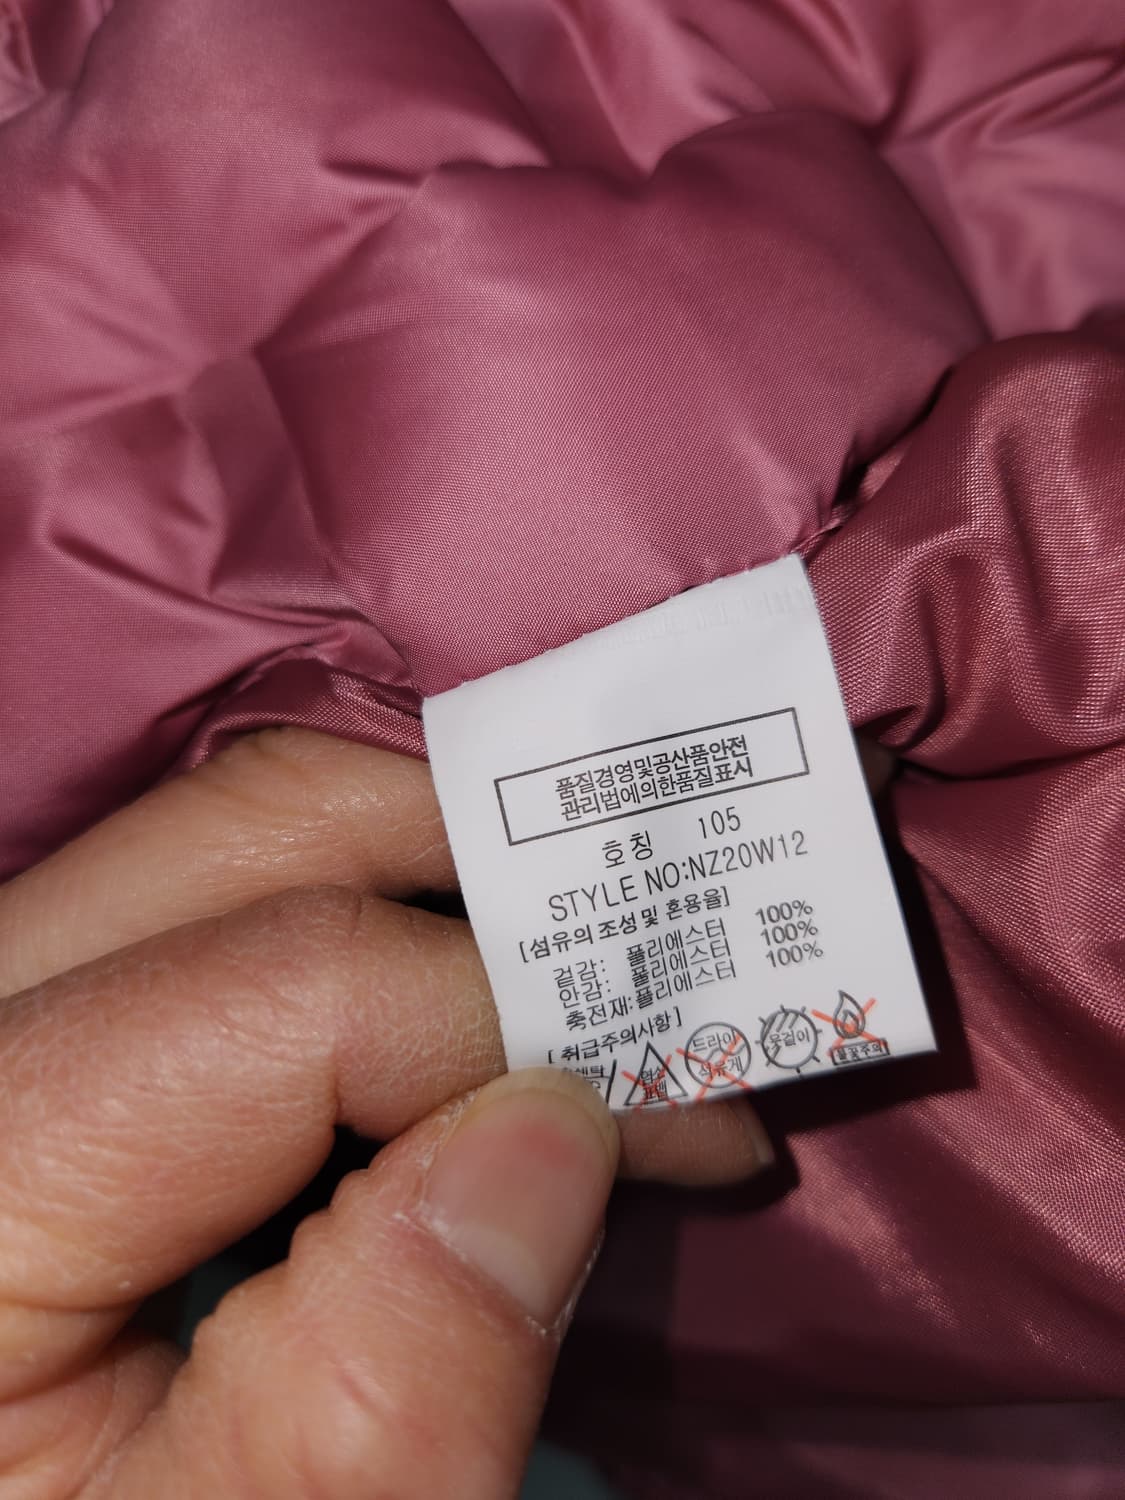 품질경영및공산품안전
관리법에의한품질표시
호칭 105
STYLE NO:NZ20W12
[섬유의 조성 및 혼용율]
겉감: 폴리에스터 100%
안감: 폴리에스터 100%
충전재: 폴리에스터 100%
[취급주의사항]
염소
표백
드라이
석유계
옷걸이
불꽃주의